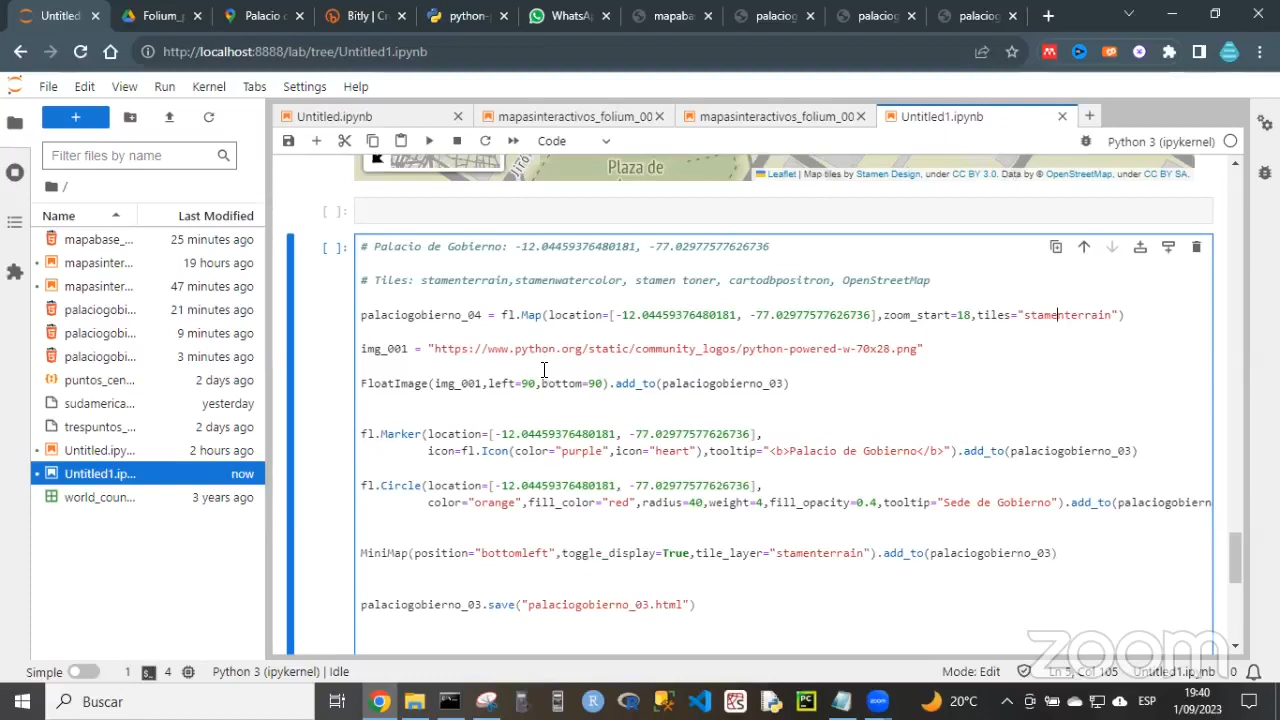 Untitled
Folium_
Palacio d
Bitly | C
python-
WhatsA
mapaba
palaciog
palaciog
palaciog
http://localhost:8888/lab/tree/Untitled1.ipynb
File Edit View Run Kernel Tabs Settings Help
Untitled.ipynb
mapasinteractivos_folium_00
mapasinteractivos_folium_00
Untitled1.ipynb
Code
Python 3 (ipykernel)
Filter files by name
/
Name Last Modified
mapabase_... 25 minutes ago
mapasinter... 19 hours ago
mapasinter... 47 minutes ago
palaciogobi... 21 minutes ago
palaciogobi... 9 minutes ago
palaciogobi... 3 minutes ago
puntos_cen... 2 days ago
sudamerica... yesterday
trespuntos... 2 days ago
Untitled.ipy... 2 hours ago
Untitled1.ip... now
world_coun... 3 years ago
Plaza de
Leaflet | Map tiles by Stamen Design, under CC BY 3.0. Data by © OpenStreetMap, under CC BY SA.
[ ]:
[ ]:
# Palacio de Gobierno: -12.04459376480181, -77.02977577626736
# Tiles: stamenterrain,stamenwatercolor, stamen toner, cartodbpositron, OpenStreetMap
palaciogobierno_04 = fl.Map(location=[-12.04459376480181, -77.02977577626736],zoom_start=18,tiles="stamenterrain")
img_001 = "https://www.python.org/static/community_logos/python-powered-w-70x28.png"
FloatImage(img_001,left=90,bottom=90).add_to(palaciogobierno_03)
fl.Marker(location=[-12.04459376480181, -77.02977577626736],
icon=fl.Icon(color="purple",icon="heart"),tooltip="<b>Palacio de Gobierno</b>").add_to(palaciogobierno_03)
fl.Circle(location=[-12.04459376480181, -77.02977577626736],
color="orange",fill_color="red",radius=40,weight=4,fill_opacity=0.4,tooltip="Sede de Gobierno").add_to(palaciogobiern
MiniMap(position="bottomleft",toggle_display=True,tile_layer="stamenterrain").add_to(palaciogobierno_03)
palaciogobierno_03.save("palaciogobierno_03.html")
zoom
Simple 1 4 Python 3 (ipykernel) | Idle
Mode: Edit Ln 5, Col 105 Untitled1.ipynb 0
Buscar
20°C
ESP
19:40
1/09/2023